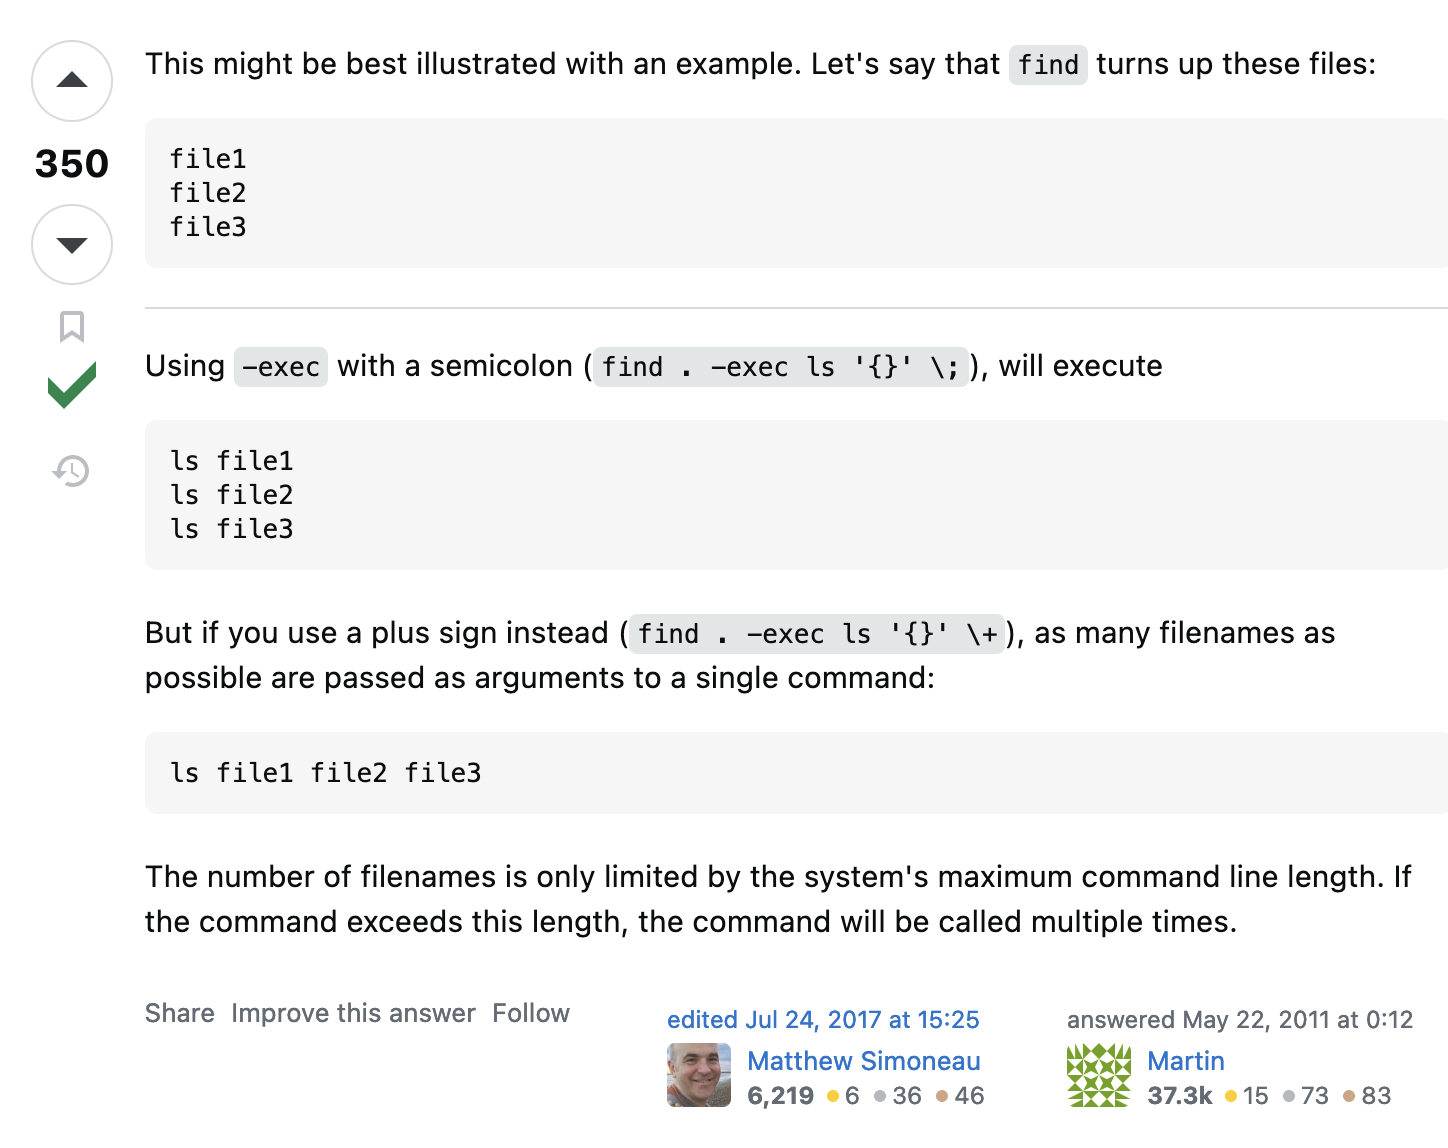 This might be best illustrated with an example. Let's say that find turns up these files:
350
file1
file2
file3
Using -exec with a semicolon (find . -exec ls '{}' \;), will execute
ls file1
ls file2
ls file3
But if you use a plus sign instead (find . -exec ls '{}' \+), as many filenames as
possible are passed as arguments to a single command:
ls file1 file2 file3
The number of filenames is only limited by the system's maximum command line length. If
the command exceeds this length, the command will be called multiple times.
Share Improve this answer Follow
edited Jul 24, 2017 at 15:25
Matthew Simoneau
6,219 6 36 46
answered May 22, 2011 at 0:12
Martin
37.3k 15 73 83